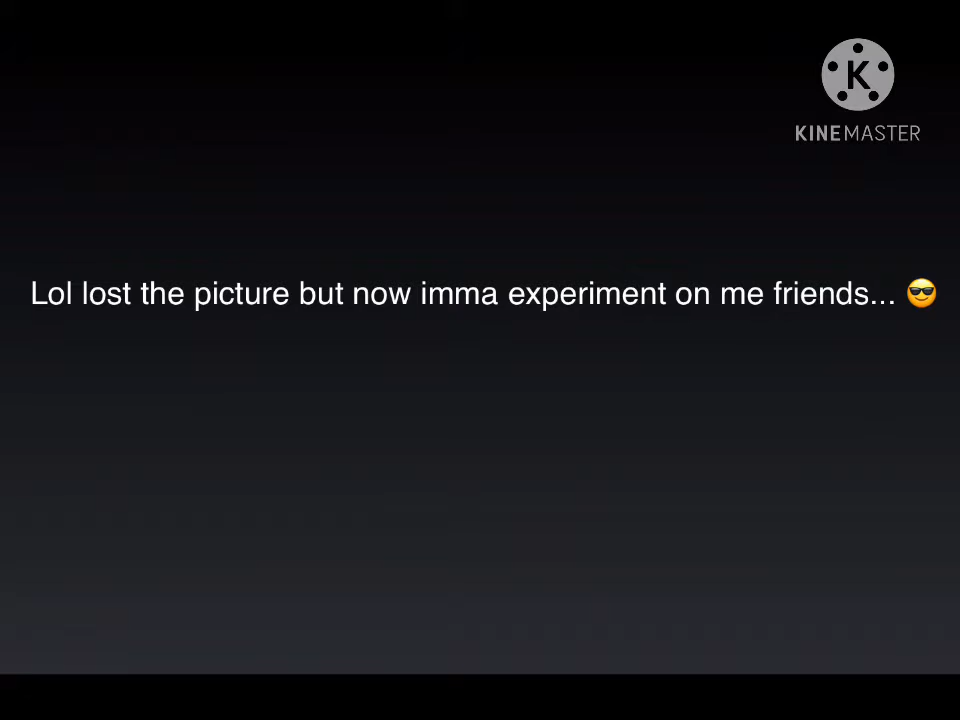 K
KINEMASTER
Lol lost the picture but now imma experiment on me friends... 😎